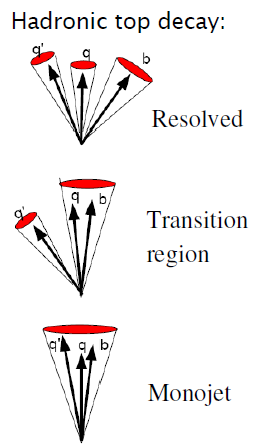 Hadronic top decay:
q' q b
Resolved
q' q b
Transition
region
q' q b
Monojet